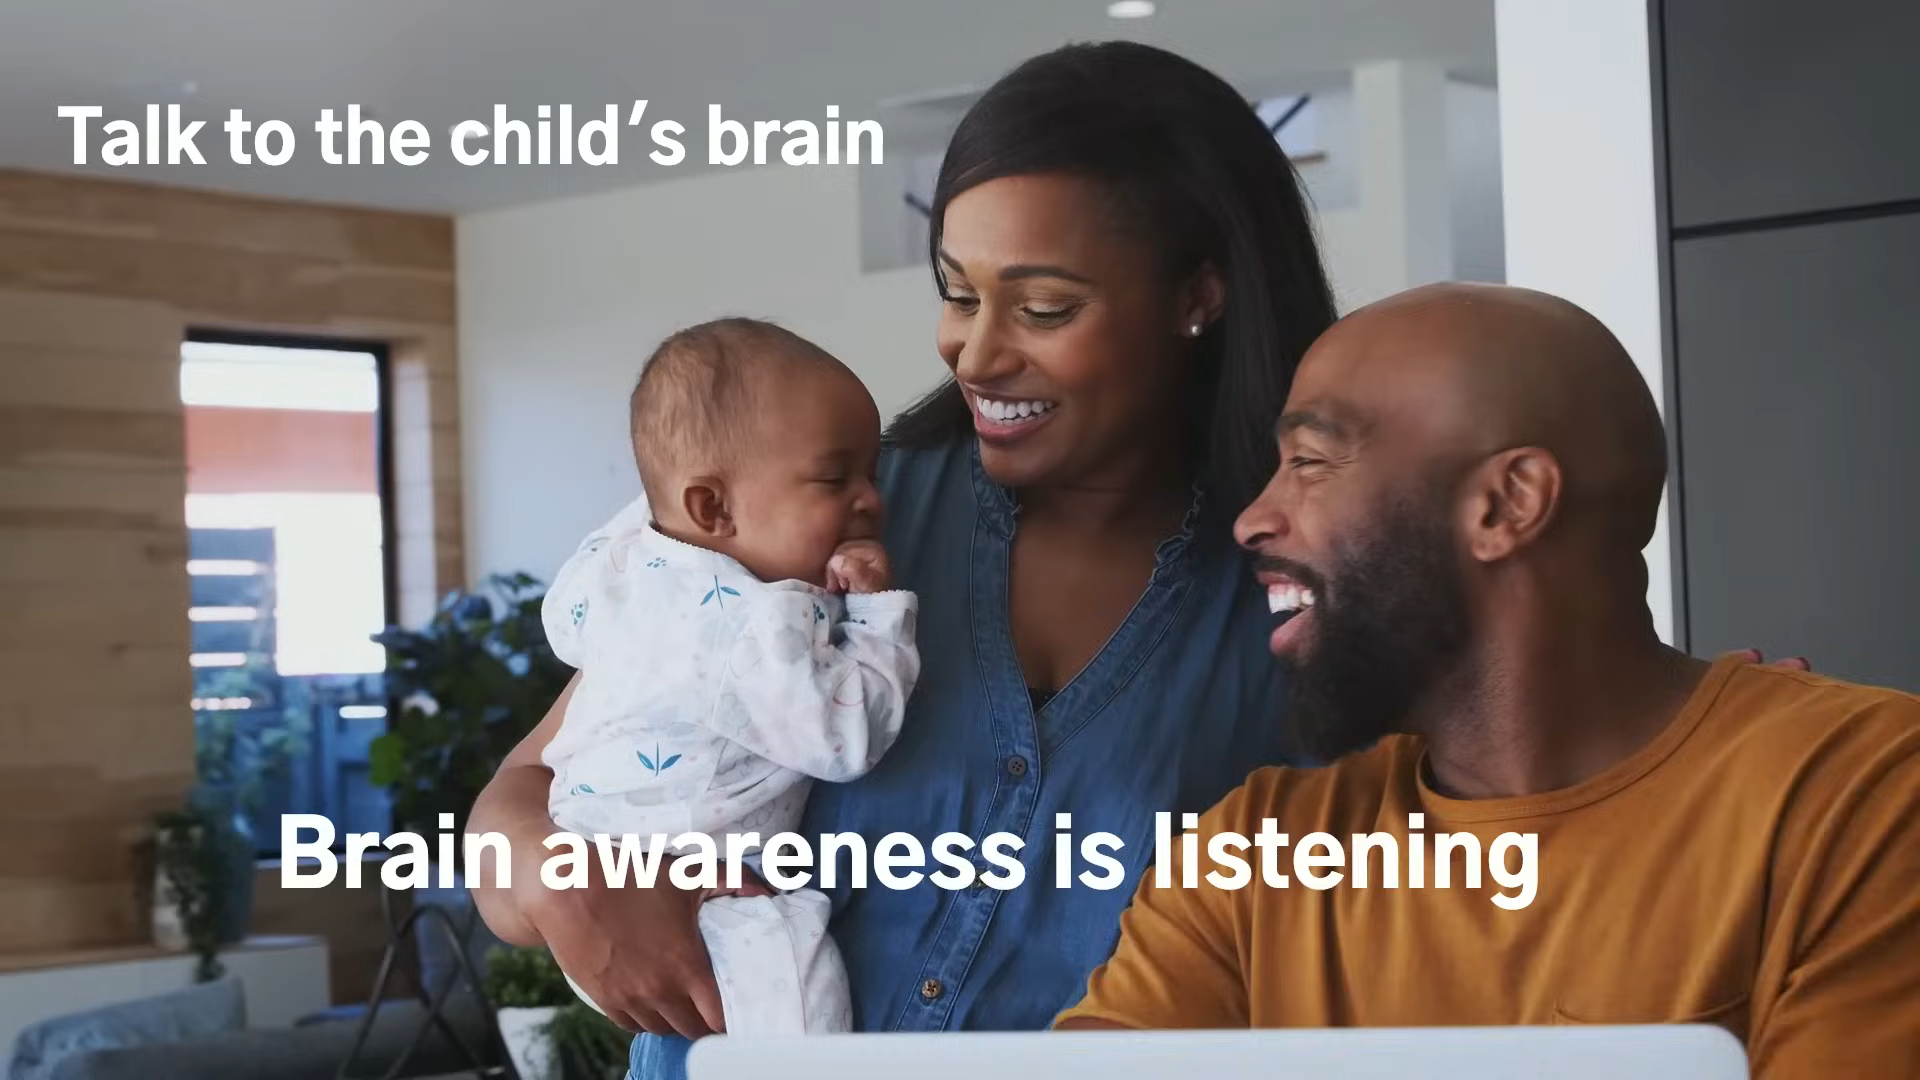 Talk to the child's brain
Brain awareness is listening